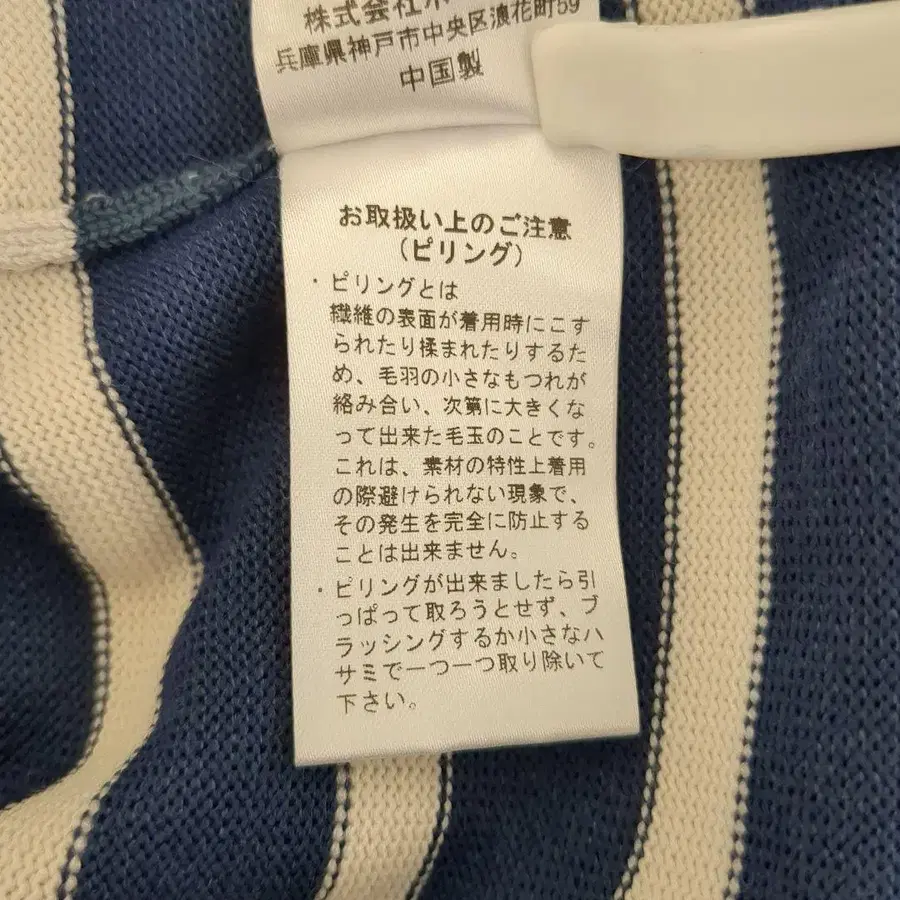 株式会社
兵庫県神戸市中央区浪花町59
中国製
お取扱い上のご注意
(ピリング)
・ピリングとは
繊維の表面が着用時にこす
られたり揉まれたりするた
め、毛羽の小さなもつれが
絡み合い、次第に大きくな
って出来た毛玉のことです。
これは、素材の特性上着用
の際避けられない現象で、
その発生を完全に防止する
ことは出来ません。
・ピリングが出来ましたら引
っぱって取ろうとせず、ブ
ラッシングするか小さなハ
サミで一つ一つ取り除いて
下さい。